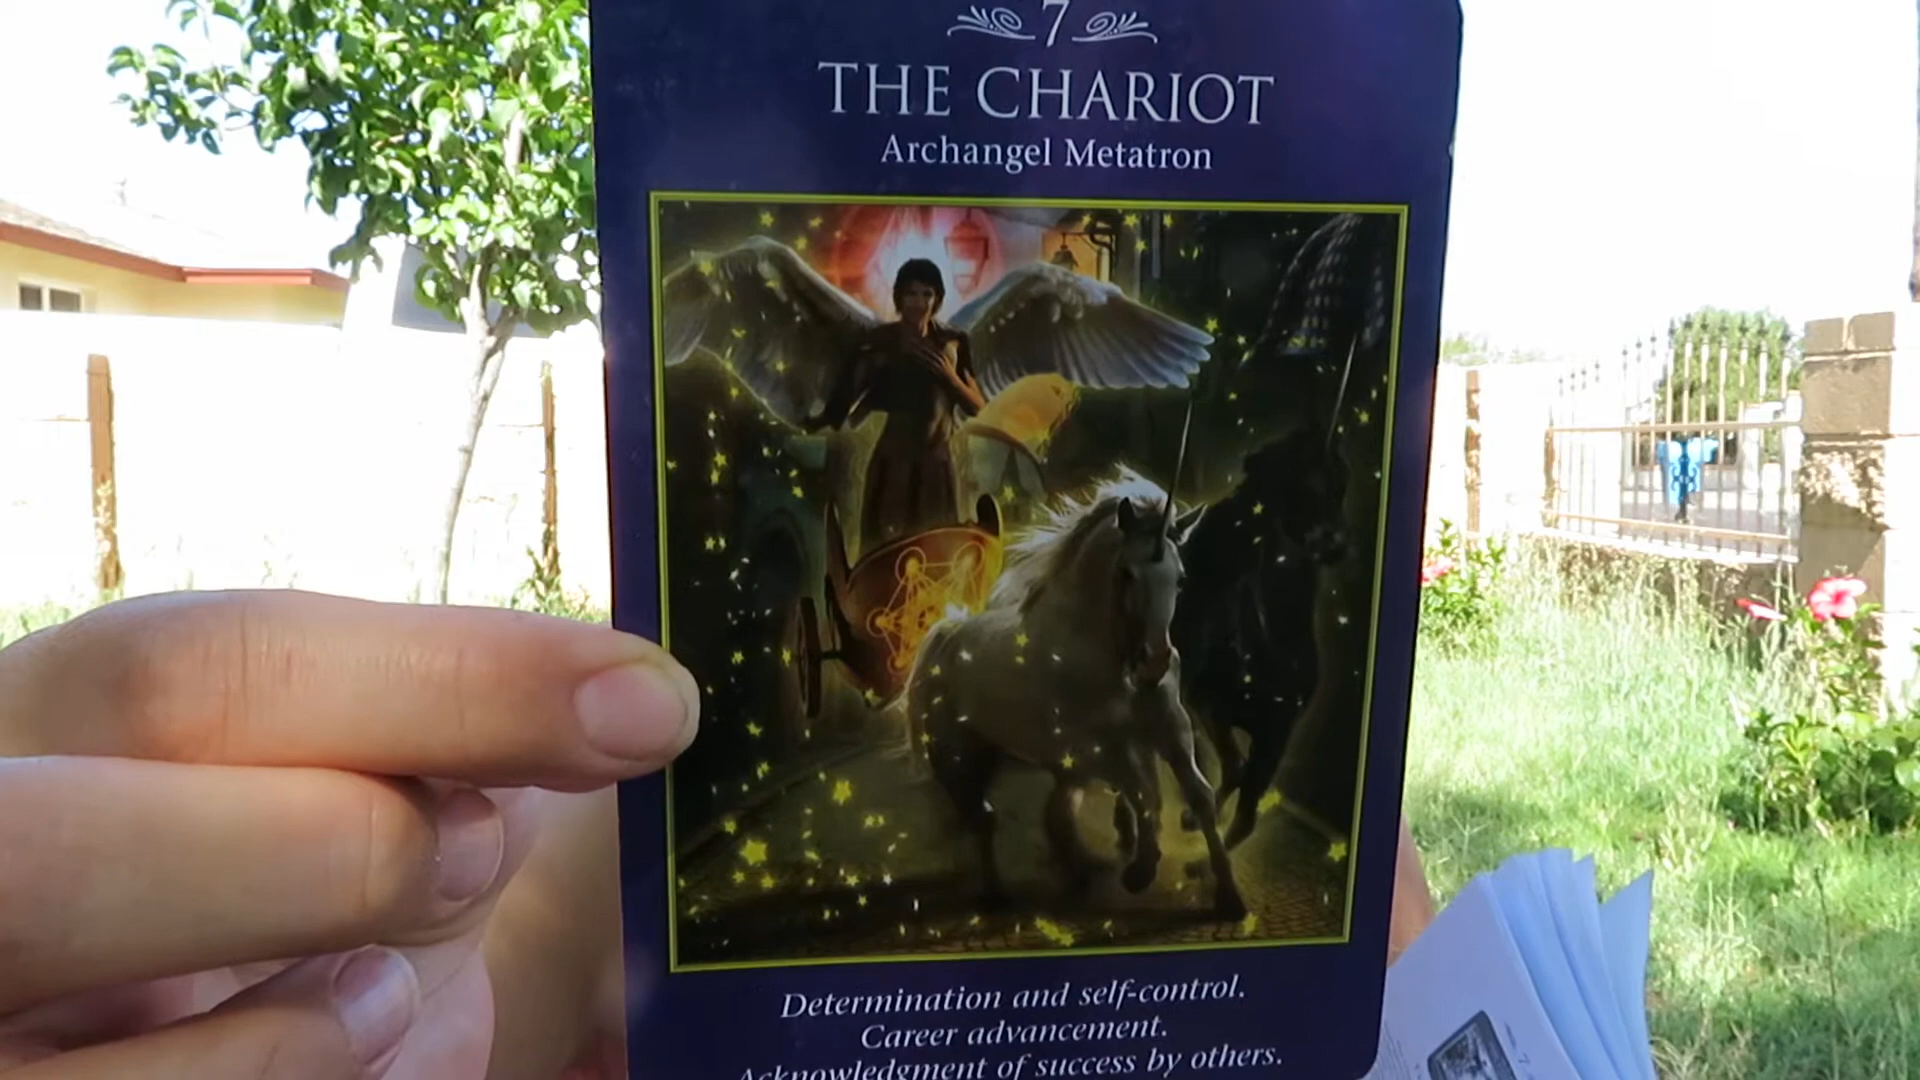 7
THE CHARIOT
Archangel Metatron
Determination and self-control.
Career advancement.
Acknowledgment of success by others.